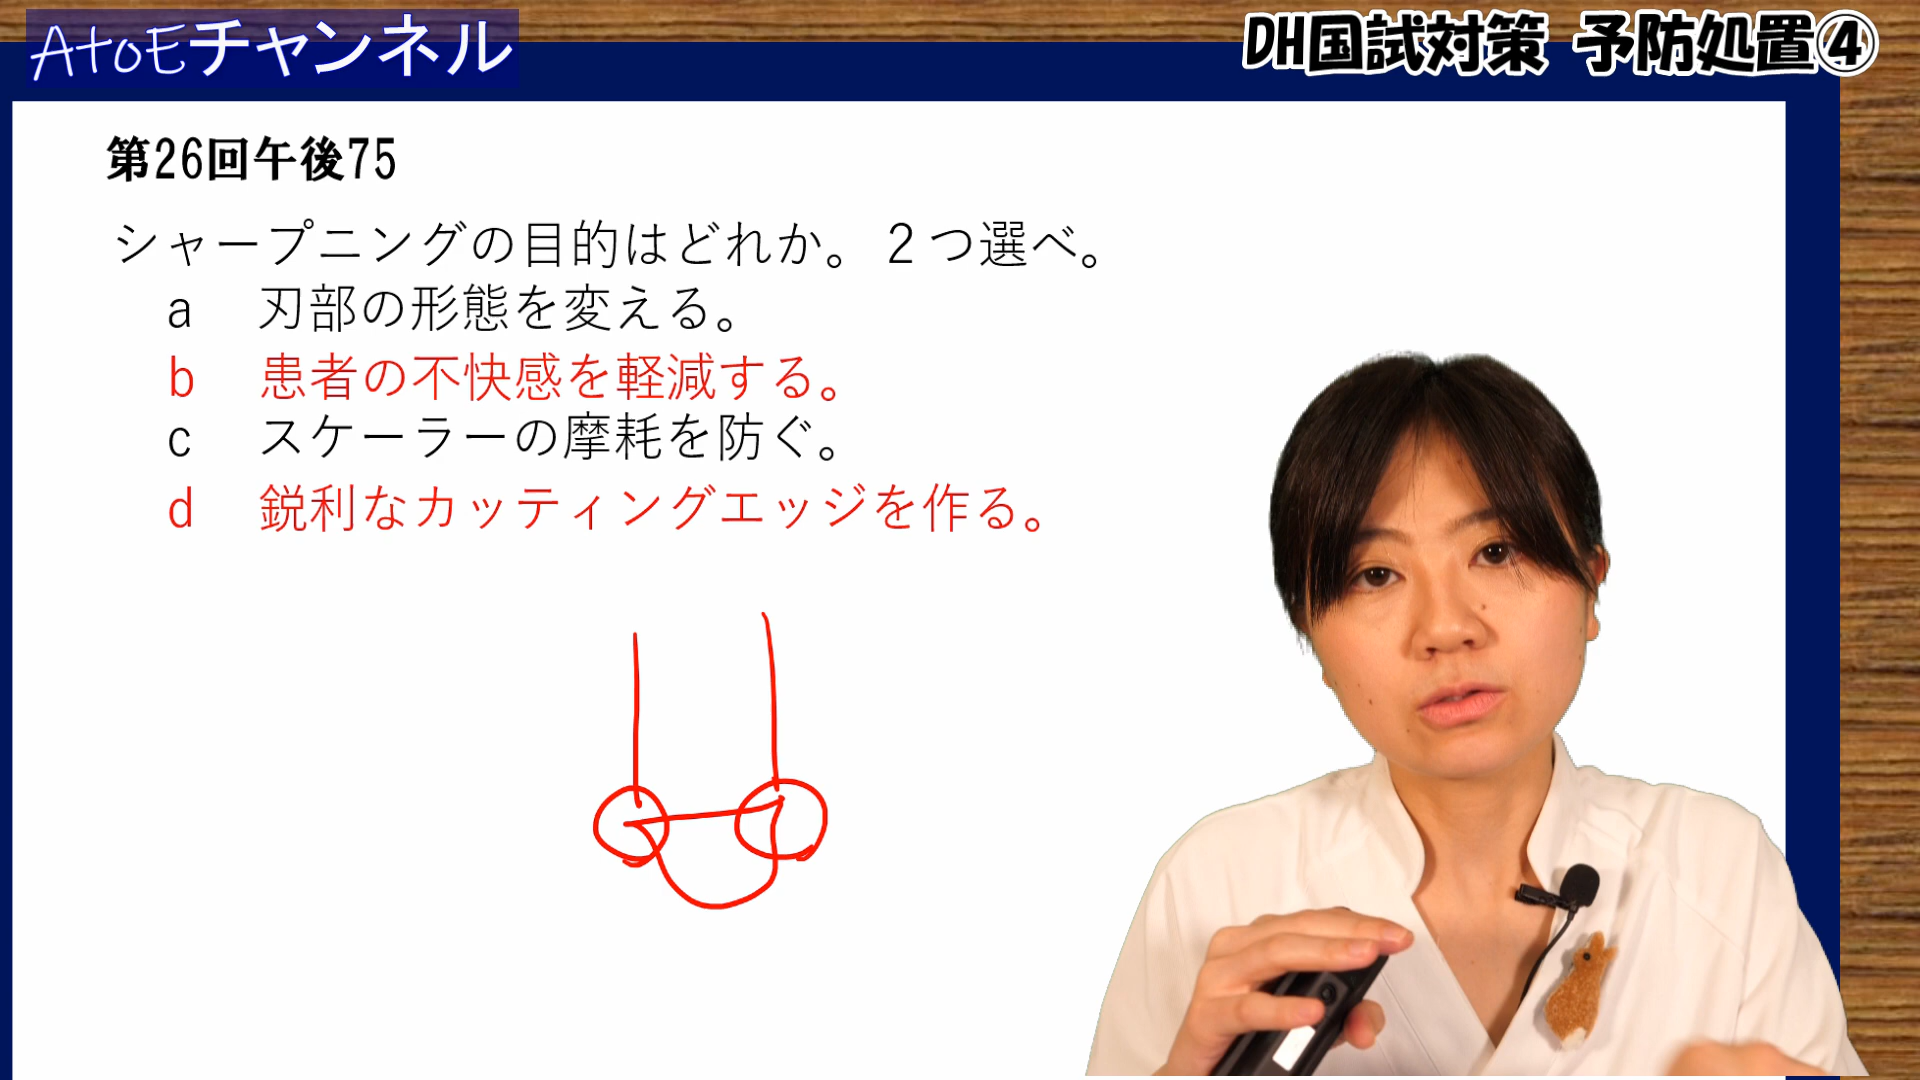 AtoEチャンネル
DH国試対策 予防処置④
第26回午後75
シャープニングの目的はどれか。２つ選べ。
a 刃部の形態を変える。
b 患者の不快感を軽減する。
c スケーラーの摩耗を防ぐ。
d 鋭利なカッティングエッジを作る。